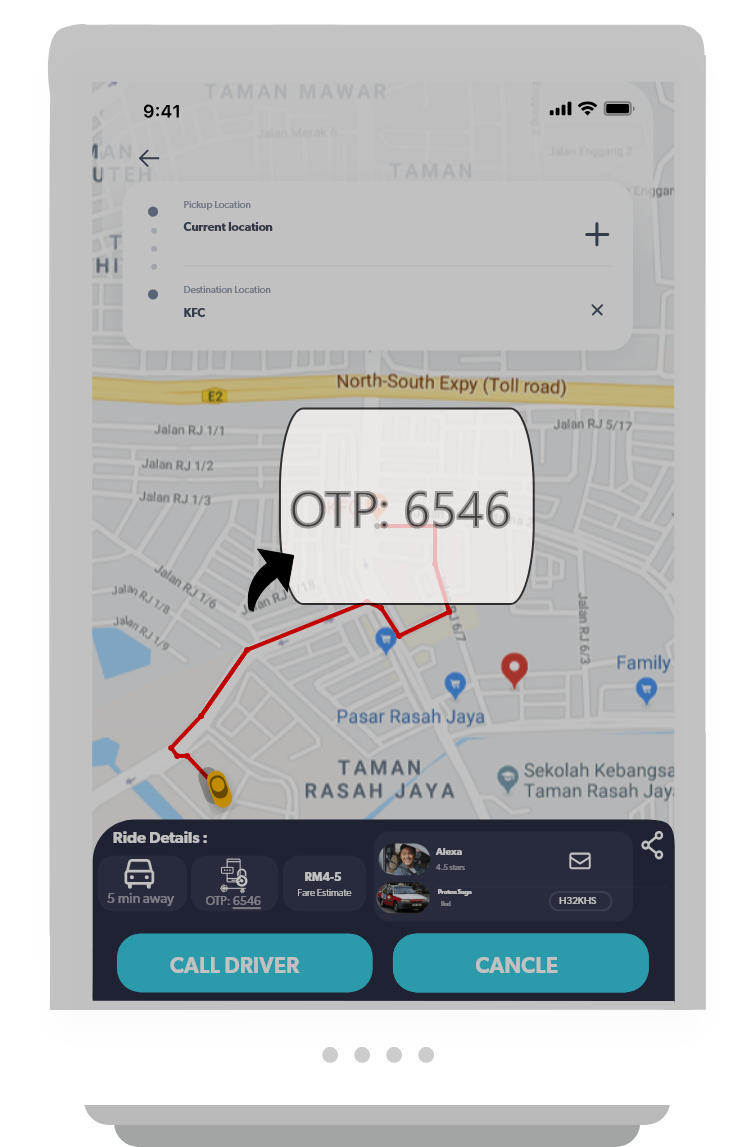 TAMAN MAWAR
9:41
Jalan Merak 6
Jalan Enggang 2
TAMAN
UTEH
Enggar
Pickup Location
Current location
Destination Location
KFC
North-South Expy (Toll road)
E2
Jalan RJ 1/1
Jalan RJ 5/17
Jalan RJ 1/2
Jalan RJ 1/3
OTP: 6546
Jalan RJ 1/6
Jalan RJ 1/8
Jalan RJ 1/9
RJ 6/7
Jalan RJ 6/3
Family
Pasar Rasah Jaya
TAMAN
RASAH JAYA
Sekolah Kebangsa
Taman Rasah Jay
Ride Details :
5 min away
OTP: 6546
RM4-5
Fare Estimate
Alexa
4.5 stars
Proton Saga
Red
H32KHS
CALL DRIVER
CANCLE